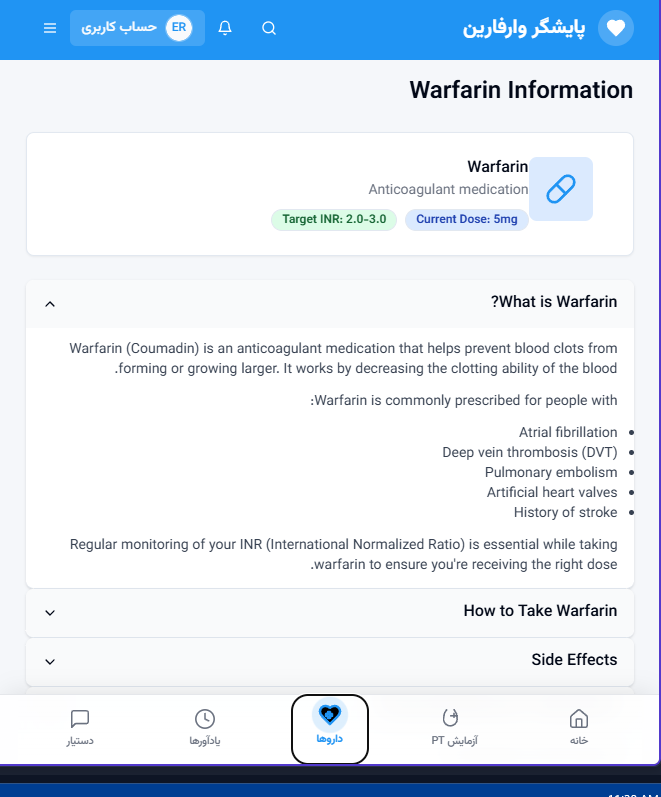 پایشگر وارفارین
ER حساب کاربری
Warfarin Information
Warfarin
Anticoagulant medication
Current Dose: 5mg
Target INR: 2.0-3.0
?What is Warfarin
Warfarin (Coumadin) is an anticoagulant medication that helps prevent blood clots from
.forming or growing larger. It works by decreasing the clotting ability of the blood
:Warfarin is commonly prescribed for people with
Atrial fibrillation
Deep vein thrombosis (DVT)
Pulmonary embolism
Artificial heart valves
History of stroke
Regular monitoring of your INR (International Normalized Ratio) is essential while taking
.warfarin to ensure you're receiving the right dose
How to Take Warfarin
Side Effects
خانه
آزمایش PT
داروها
یادآورها
دستیار